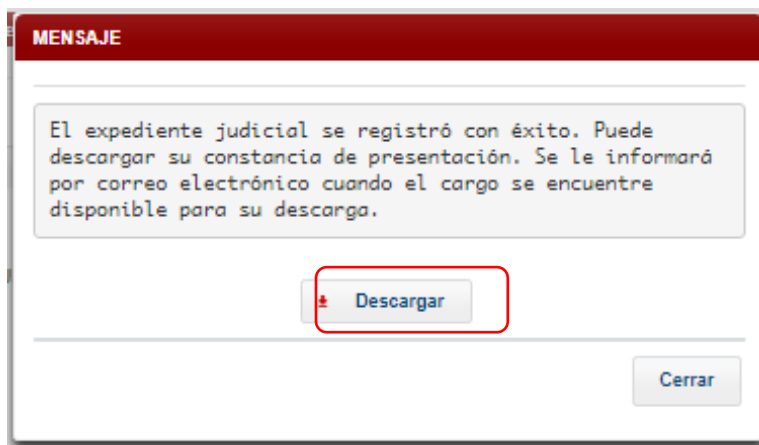 MENSAJE
El expediente judicial se registró con éxito. Puede
descargar su constancia de presentación. Se le informará
por correo electrónico cuando el cargo se encuentre
disponible para su descarga.
Descargar
Cerrar